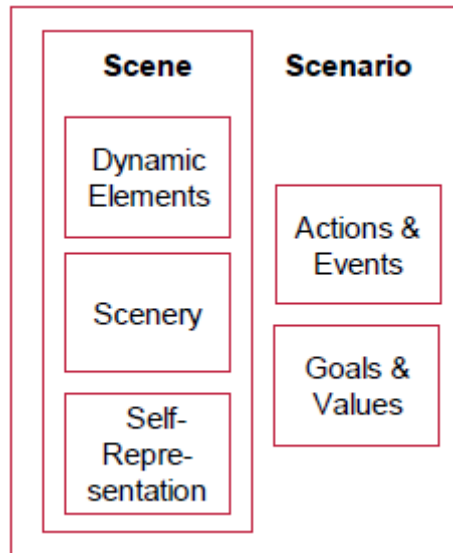 Scene
Scenario
Dynamic
Elements
Scenery
Self-
Repre-
sentation
Actions &
Events
Goals &
Values